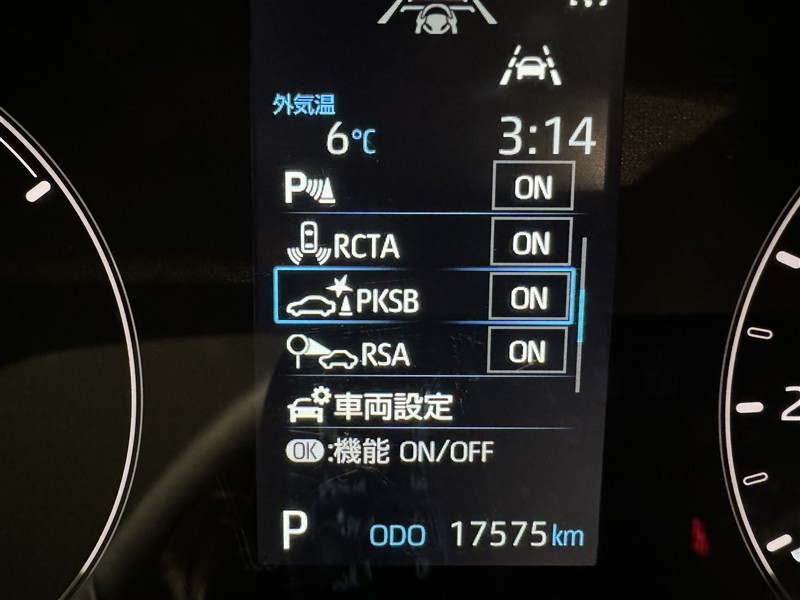 外気温
6℃ 3:14
P ON
RCTA ON
PKSB ON
RSA ON
車両設定
OK:機能 ON/OFF
P ODO 17575km
2